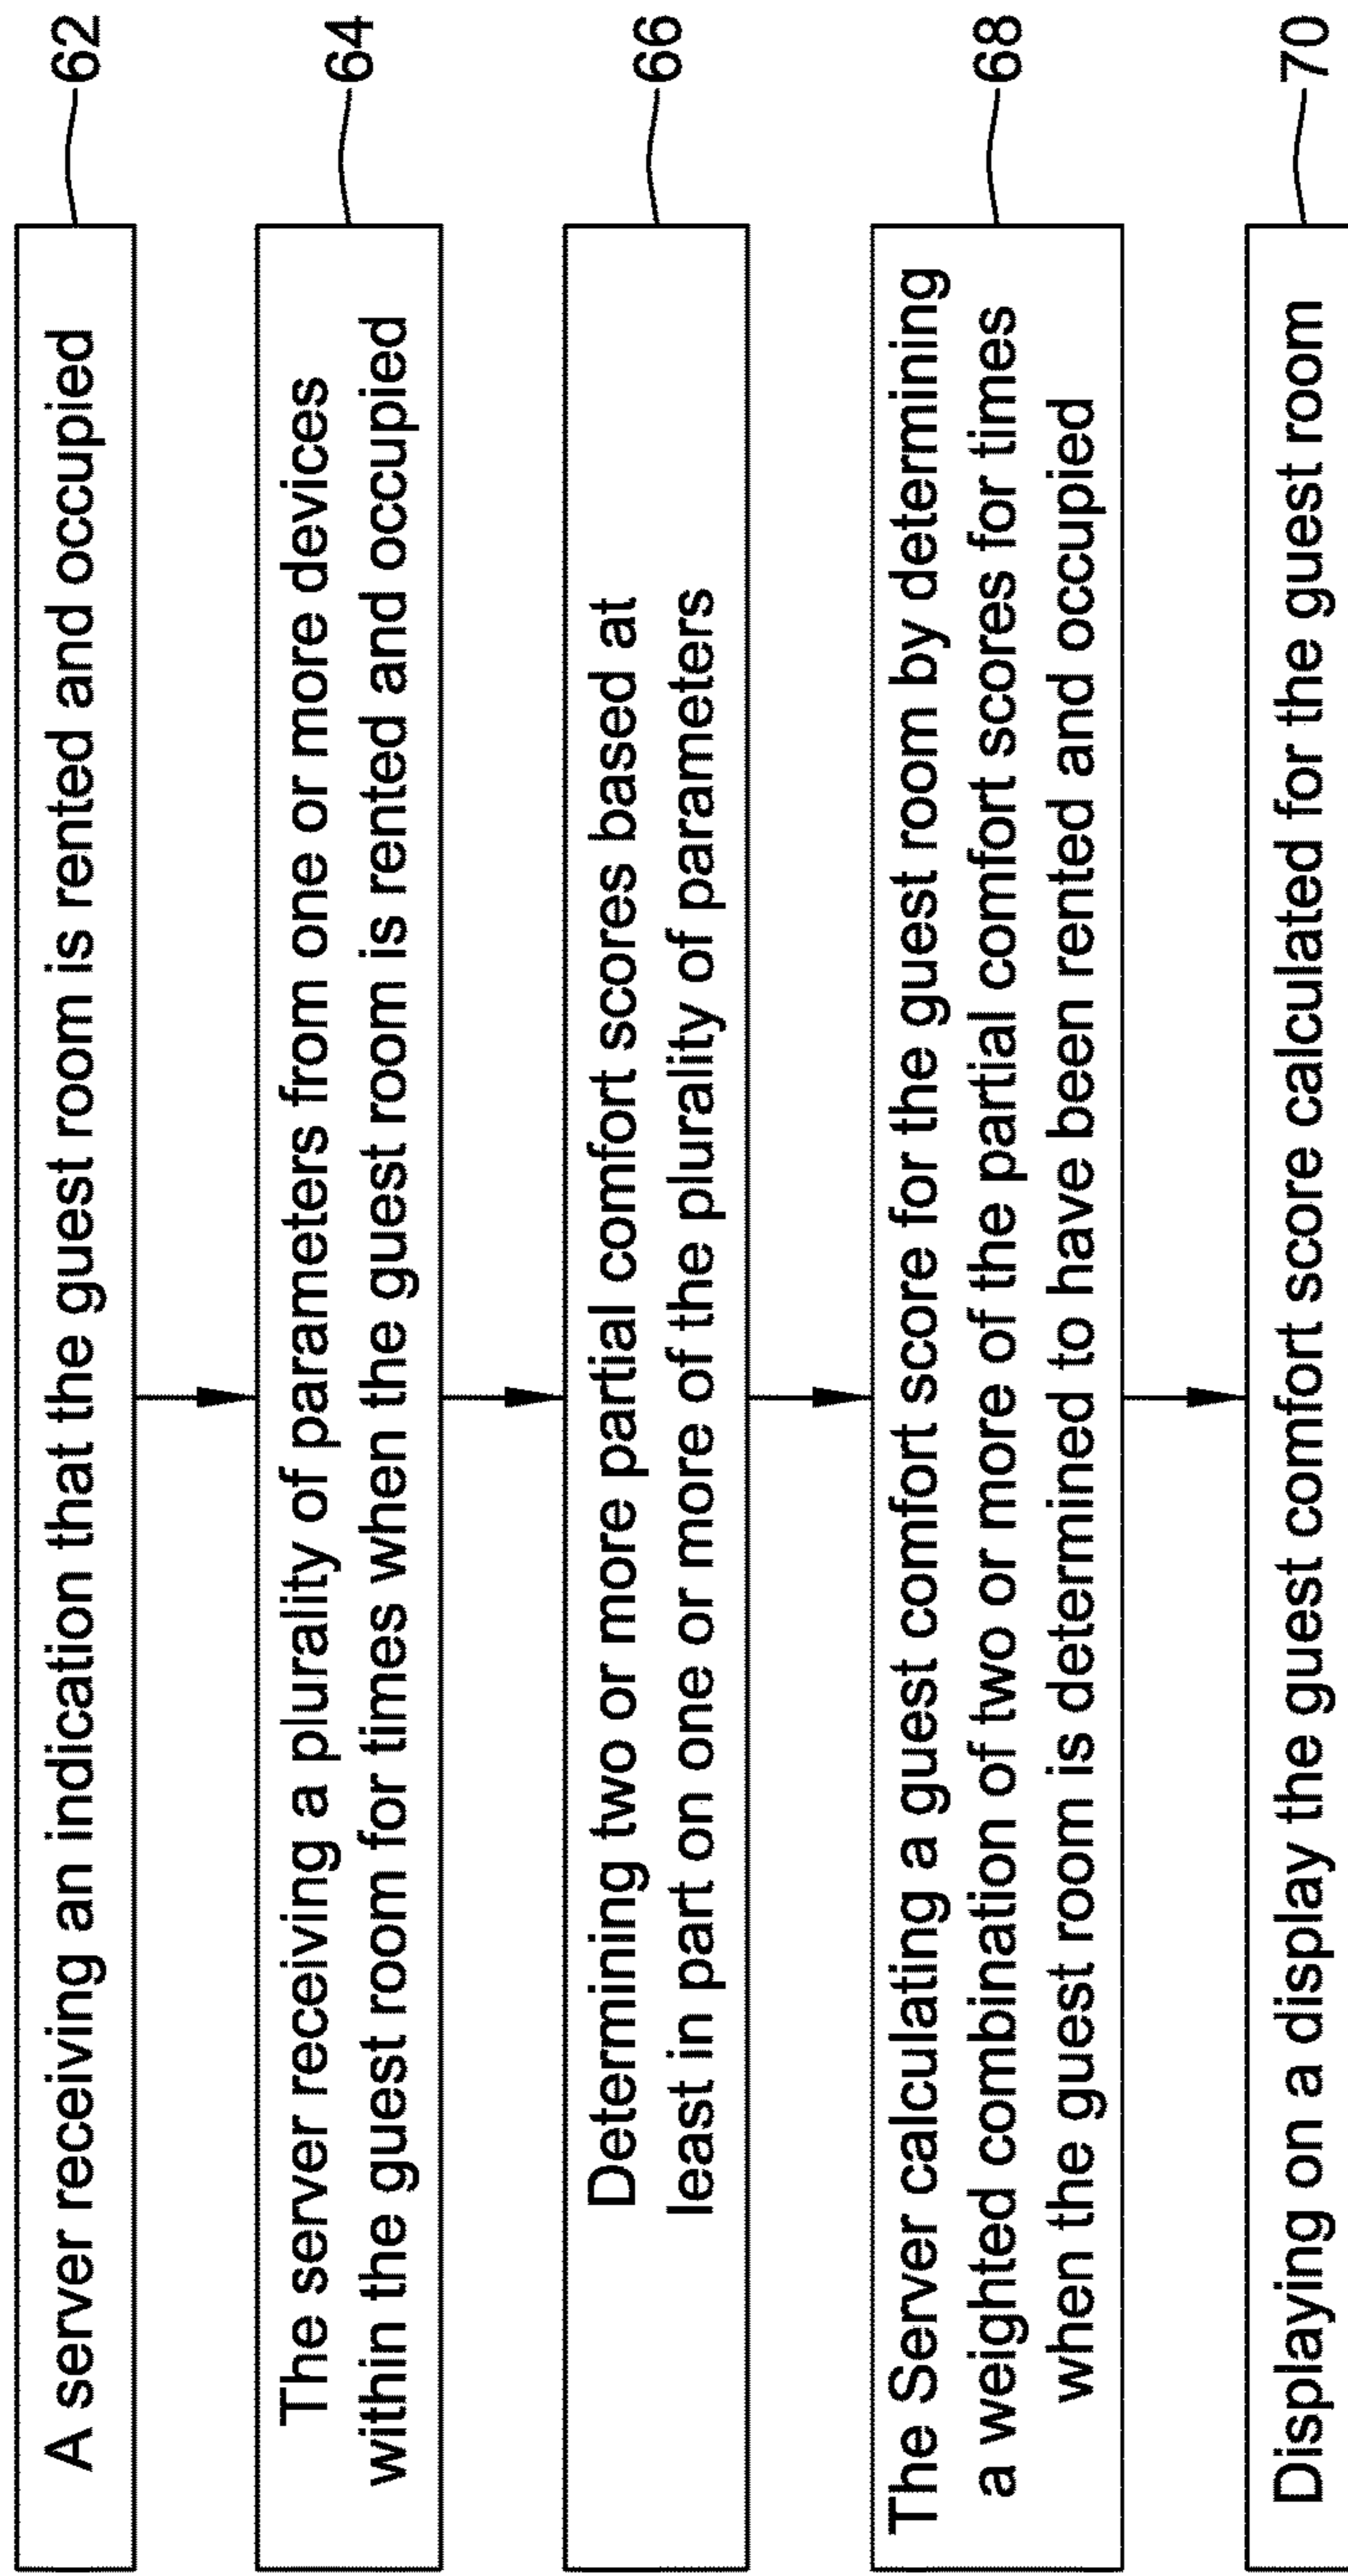 A server receiving an indication that the guest room is rented and occupied
62
The server receiving a plurality of parameters from one or more devices
within the guest room for times when the guest room is rented and occupied
64
Determining two or more partial comfort scores based at
least in part on one or more of the plurality of parameters
66
The Server calculating a guest comfort score for the guest room by determining
a weighted combination of two or more of the partial comfort scores for times
when the guest room is determined to have been rented and occupied
68
Displaying on a display the guest comfort score calculated for the guest room
70